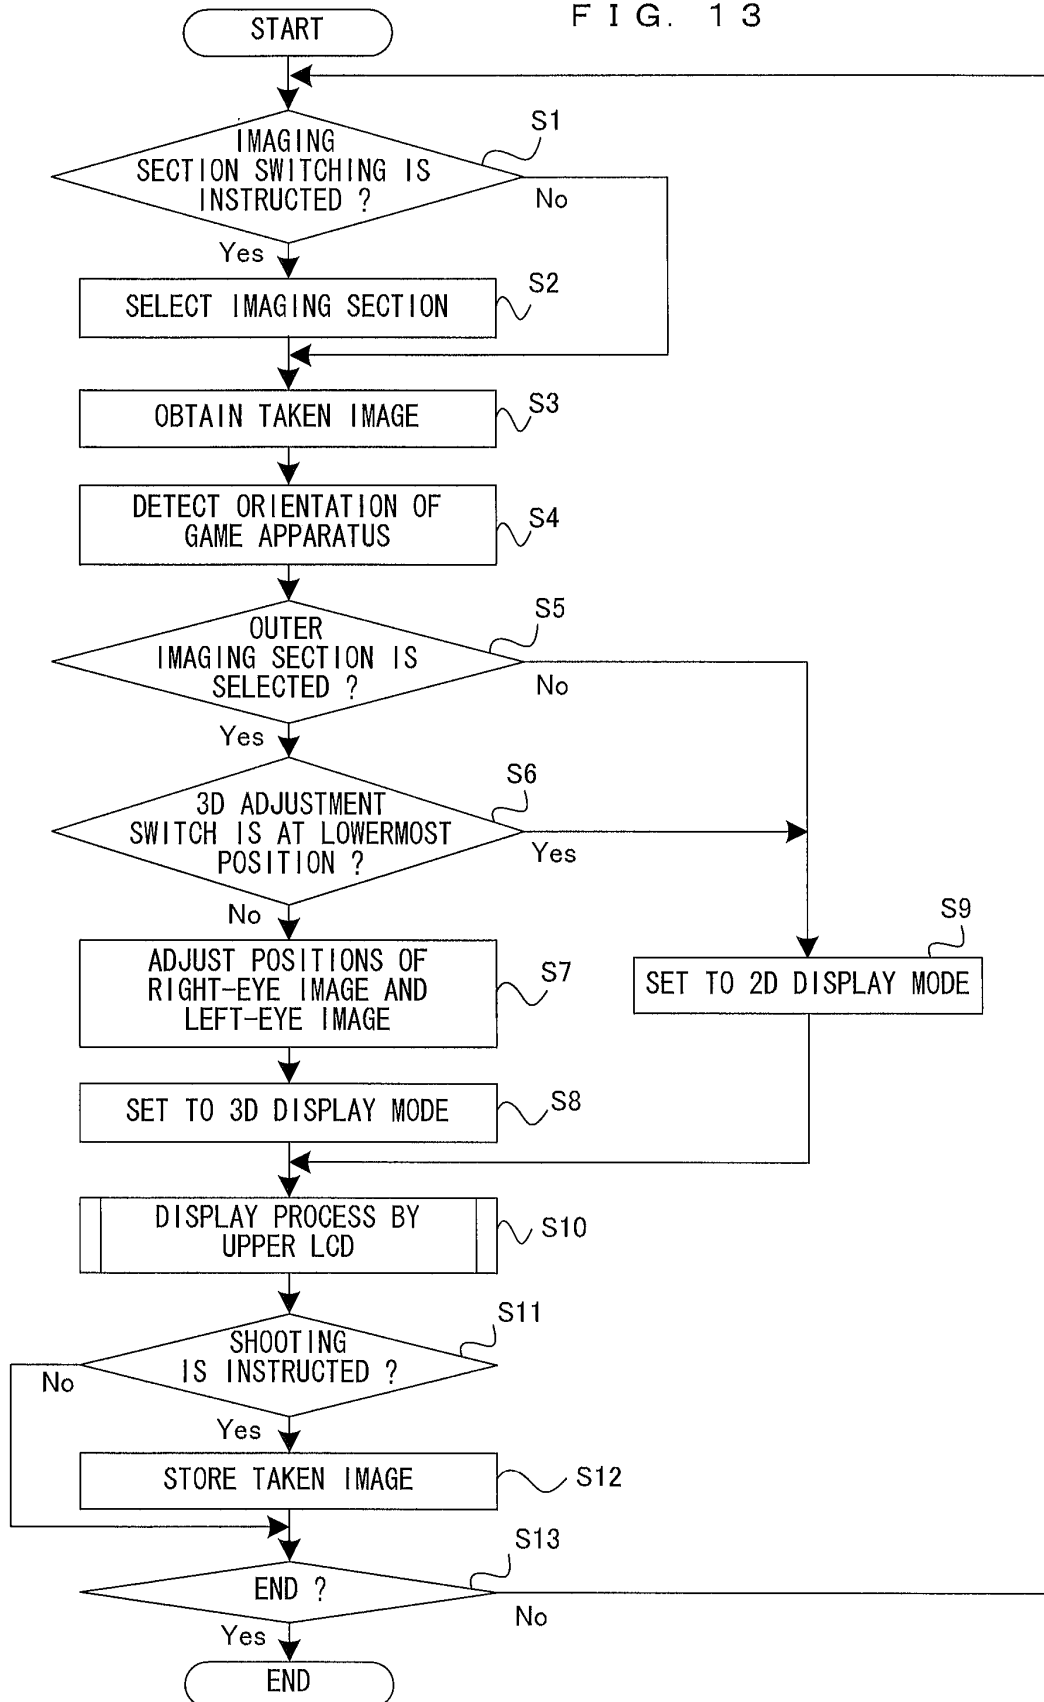 FIG. 13
START
IMAGING
SECTION SWITCHING IS
INSTRUCTED ?
S1
No
Yes
SELECT IMAGING SECTION
S2
OBTAIN TAKEN IMAGE
S3
DETECT ORIENTATION OF
GAME APPARATUS
S4
OUTER
IMAGING SECTION IS
SELECTED ?
S5
No
Yes
3D ADJUSTMENT
SWITCH IS AT LOWERMOST
POSITION ?
S6
Yes
No
ADJUST POSITIONS OF
RIGHT-EYE IMAGE AND
LEFT-EYE IMAGE
S7
SET TO 2D DISPLAY MODE
S9
SET TO 3D DISPLAY MODE
S8
DISPLAY PROCESS BY
UPPER LCD
S10
SHOOTING
IS INSTRUCTED ?
S11
No
Yes
STORE TAKEN IMAGE
S12
END ?
S13
No
Yes
END